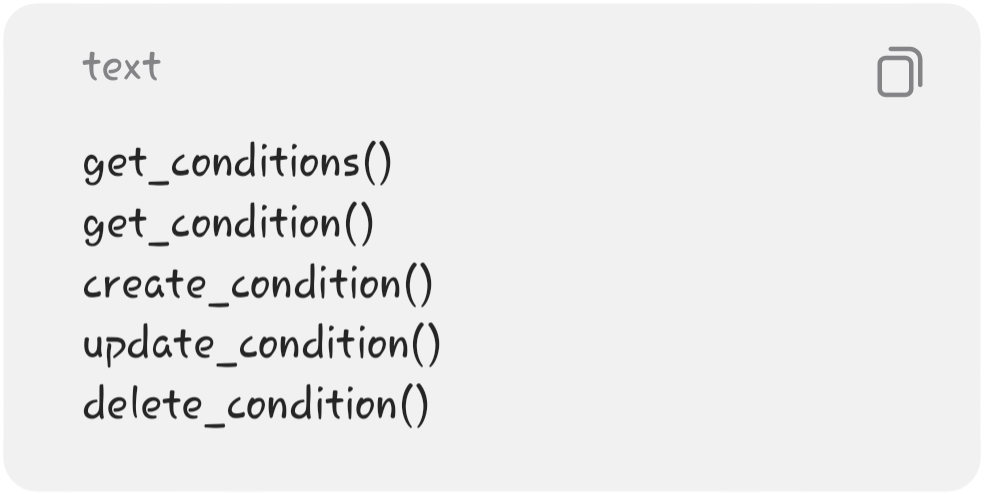 text
get_conditions()
get_condition()
create_condition()
update_condition()
delete_condition()